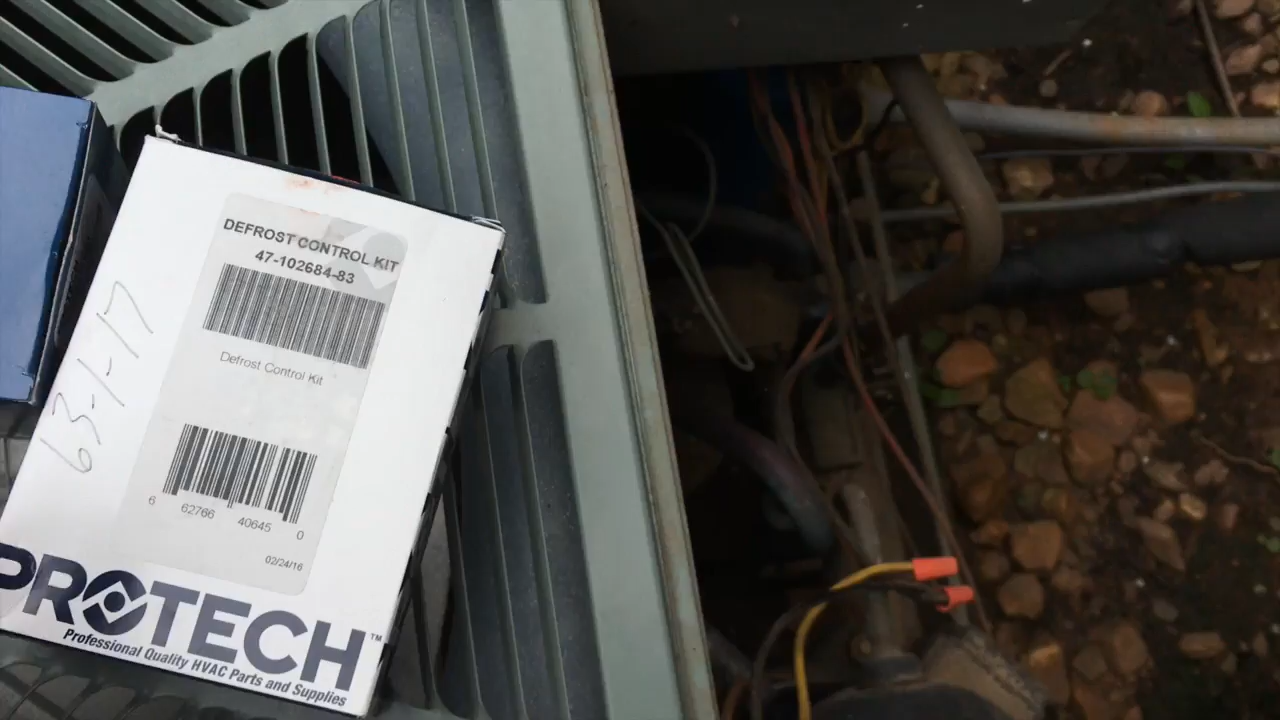 DEFROST CONTROL KIT
47-102684-83
Defrost Control Kit
6 62766 40645 0
02/24/16
63-1-17
PROTECH™
Professional Quality HVAC Parts and Supplies